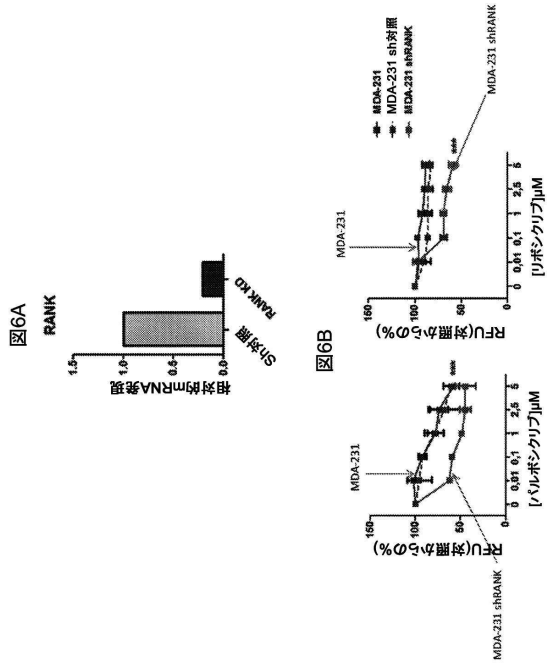 図6A
RANK
1.5
1.0
0.5
0.0
相対的mRNA発現
Sh対照
RANK KD
図6B
MDA-231
150
100
50
0
RFU(対照からの%)
0
0,01
0,1
1
2,5
5
[パルボシクリブ]µM
***
MDA-231 shRANK
MDA-231
150
100
50
0
RFU(対照からの%)
0
0,01
0,1
1
2,5
5
[リボシクリブ]µM
***
MDA-231
MDA-231 sh対照
MDA-231 shRANK
MDA-231 shRANK